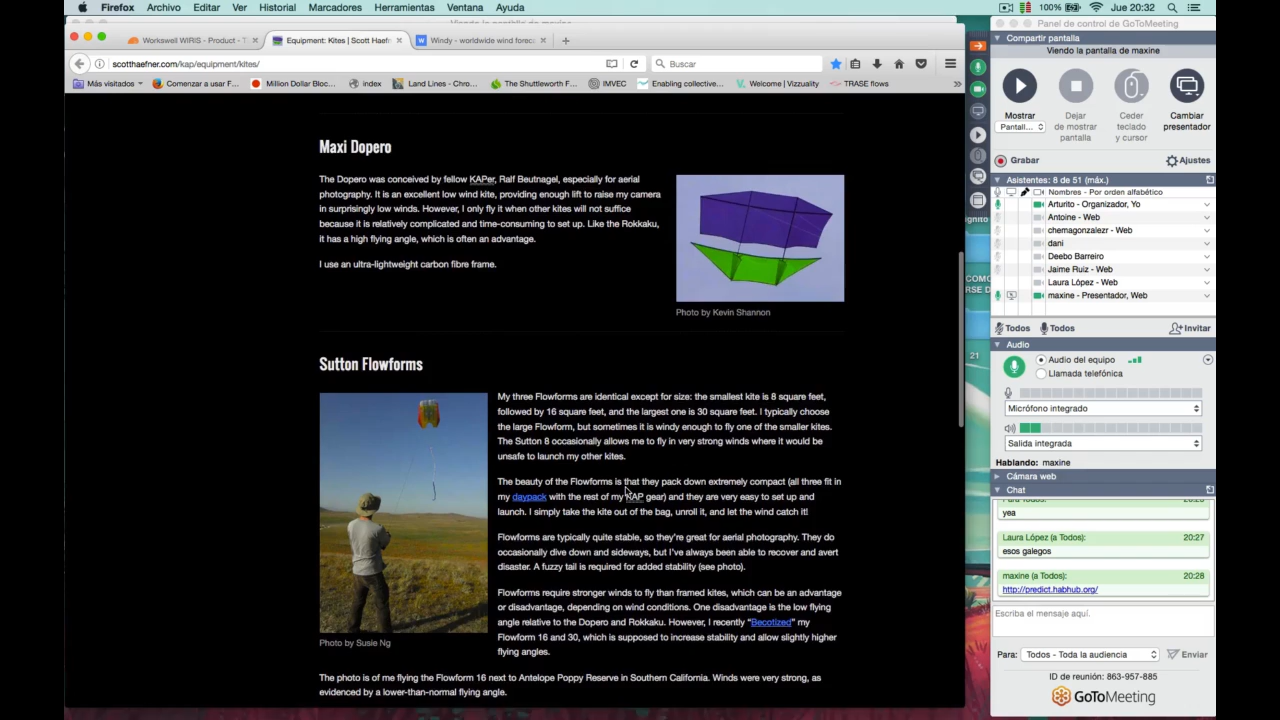 Firefox Archivo Editar Ver Historial Marcadores Herramientas Ventana Ayuda
100% Jue 20:32
Workswell WIRIS - Product - T
Equipment: Kites | Scott Haefn
Windy - worldwide wind forec
scotthaefner.com/kap/equipment/kites/
Buscar
Más visitados
Comenzar a usar F...
Million Dollar Bloc...
Index
Land Lines - Chro...
The Shuttleworth F...
IMVEC
Enabling collective...
Welcome | Vizzuality
TRASE flows
Maxi Dopero
The Dopero was conceived by fellow KAPer, Ralf Beutnagel, especially for aerial
photography. It is an excellent low wind kite, providing enough lift to raise my camera
in surprisingly low winds. However, I only fly it when other kites will not suffice
because it is relatively complicated and time-consuming to set up. Like the Rokkaku,
it has a high flying angle, which is often an advantage.
I use an ultra-lightweight carbon fibre frame.
Photo by Kevin Shannon
Sutton Flowforms
My three Flowforms are identical except for size: the smallest kite is 8 square feet,
followed by 16 square feet, and the largest one is 30 square feet. I typically choose
the large Flowform, but sometimes it is windy enough to fly one of the smaller kites.
The Sutton 8 occasionally allows me to fly in very strong winds where it would be
unsafe to launch my other kites.
The beauty of the Flowforms is that they pack down extremely compact (all three fit in
my daypack with the rest of my KAP gear) and they are very easy to set up and
launch. I simply take the kite out of the bag, unroll it, and let the wind catch it!
Flowforms are typically quite stable, so they're great for aerial photography. They do
occasionally dive down and sideways, but I've always been able to recover and avert
disaster. A fuzzy tail is required for added stability (see photo).
Flowforms require stronger winds to fly than framed kites, which can be an advantage
or disadvantage, depending on wind conditions. One disadvantage is the low flying
angle relative to the Dopero and Rokkaku. However, I recently "Becotized" my
Flowform 16 and 30, which is supposed to increase stability and allow slightly higher
flying angles.
Photo by Susie Ng
The photo is of me flying the Flowform 16 next to Antelope Poppy Reserve in Southern California. Winds were very strong, as
evidenced by a lower-than-normal flying angle.
COMO
RSE D
21
Panel de control de GoToMeeting
Compartir pantalla
Viendo la pantalla de maxine
Mostrar
Pantall...
Dejar
de mostrar
pantalla
Ceder
teclado
y cursor
Cambiar
presentador
Grabar
Ajustes
Asistentes: 8 de 51 (máx.)
Nombres - Por orden alfabético
Arturito - Organizador, Yo
Antoine - Web
chemagonzalezr - Web
dani
Deebo Barreiro
Jaime Ruiz - Web
Laura López - Web
maxine - Presentador, Web
Todos
Todos
Invitar
Audio
Audio del equipo
Llamada telefónica
Micrófono integrado
Salida integrada
Hablando: maxine
Cámara web
Chat
yea
Laura López (a Todos): 20:27
esos galegos
maxine (a Todos): 20:28
http://predict.habhub.org/
Escriba el mensaje aquí.
Para: Todos - Toda la audiencia
Enviar
ID de reunión: 863-957-885
GoToMeeting